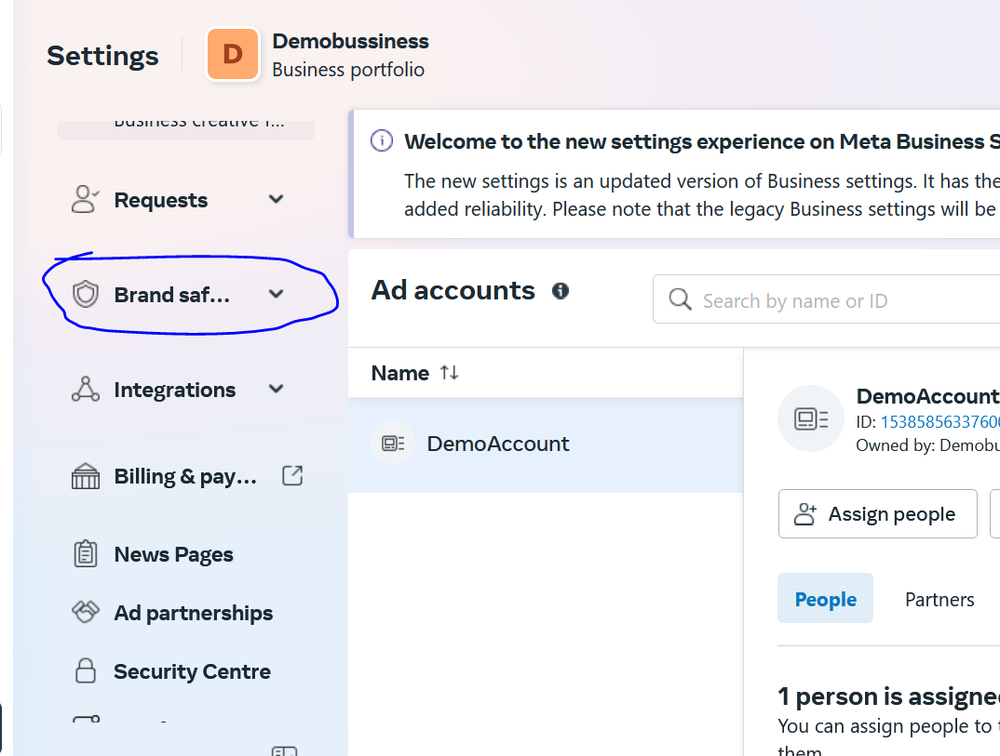 Settings
D
Demobussiness
Business portfolio
Business creative f...
Requests
Brand saf...
Integrations
Billing & pay...
News Pages
Ad partnerships
Security Centre
Welcome to the new settings experience on Meta Business S
The new settings is an updated version of Business settings. It has the
added reliability. Please note that the legacy Business settings will be
Ad accounts
Search by name or ID
Name
DemoAccount
DemoAccount
ID: 1538585633760
Owned by: Demobu
Assign people
People
Partners
1 person is assigne
You can assign people to
them.